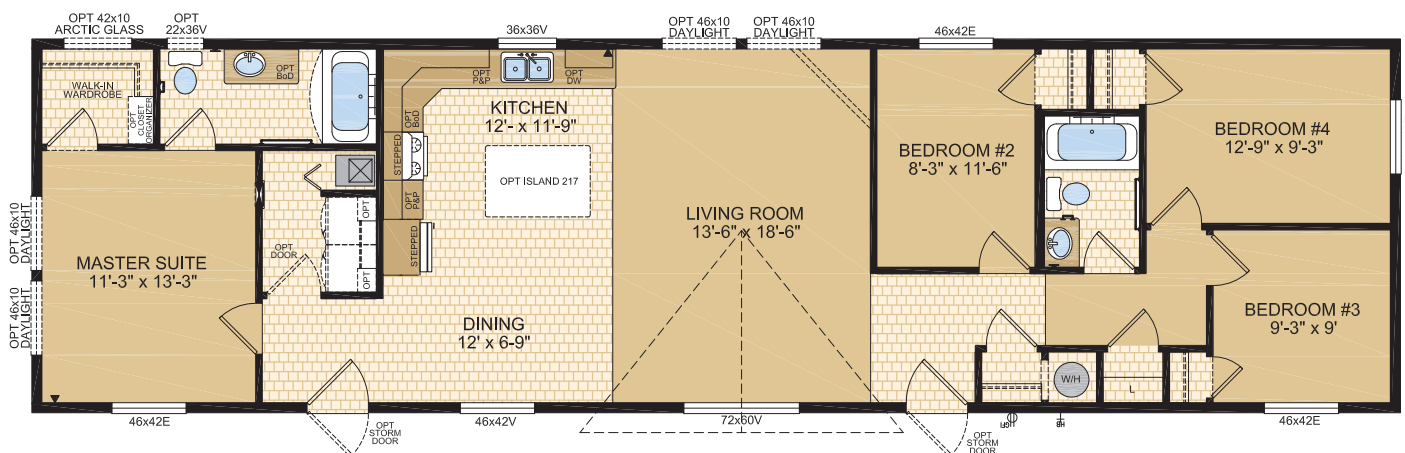 OPT 42x10
ARCTIC GLASS
OPT
22x36V
36x36V
OPT 46x10
DAYLIGHT
OPT 46x10
DAYLIGHT
46x42E
WALK-IN
WARDROBE
OPT
CLOSET
ORGANIZER
OPT
BoD
OPT
P&P
OPT
DW
KITCHEN
12'- x 11'-9"
OPT
BoD
STEPPED
OPT
P&P
STEPPED
OPT ISLAND 217
BEDROOM #2
8'-3" x 11'-6"
BEDROOM #4
12'-9" x 9'-3"
LIVING ROOM
13'-6" x 18'-6"
OPT 46x10
DAYLIGHT
OPT 46x10
DAYLIGHT
MASTER SUITE
11'-3" x 13'-3"
OPT
DOOR
OPT
OPT
DINING
12' x 6-9"
BEDROOM #3
9'-3" x 9'
W/H
L
46x42E
OPT
STORM
DOOR
46x42V
72x60V
OPT
STORM
DOOR
46x42E